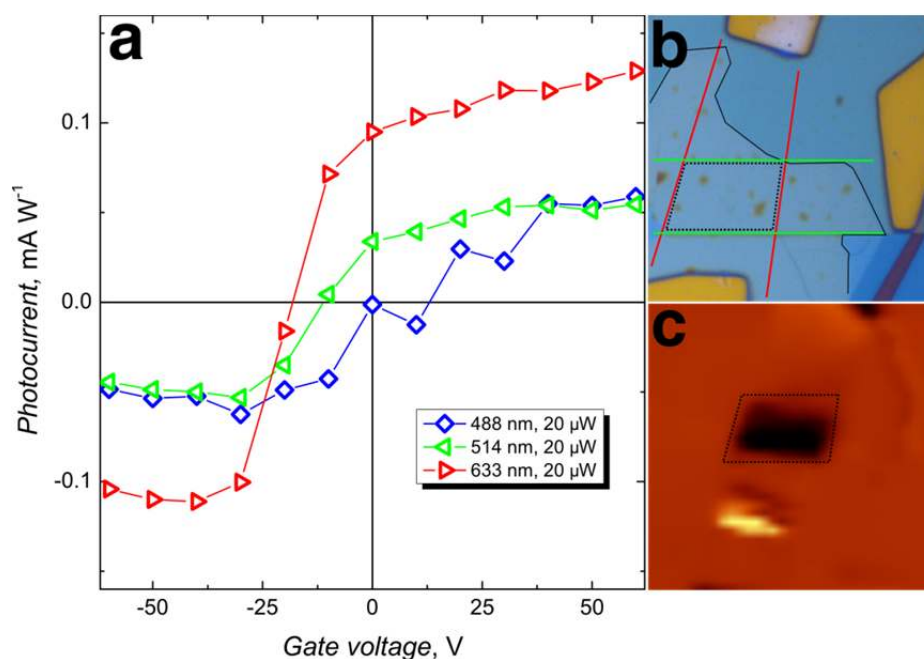 a
b
c
Photocurrent, mA W⁻¹
0.1
0.0
-0.1
488 nm, 20 µW
514 nm, 20 µW
633 nm, 20 µW
-50
-25
0
25
50
Gate voltage, V